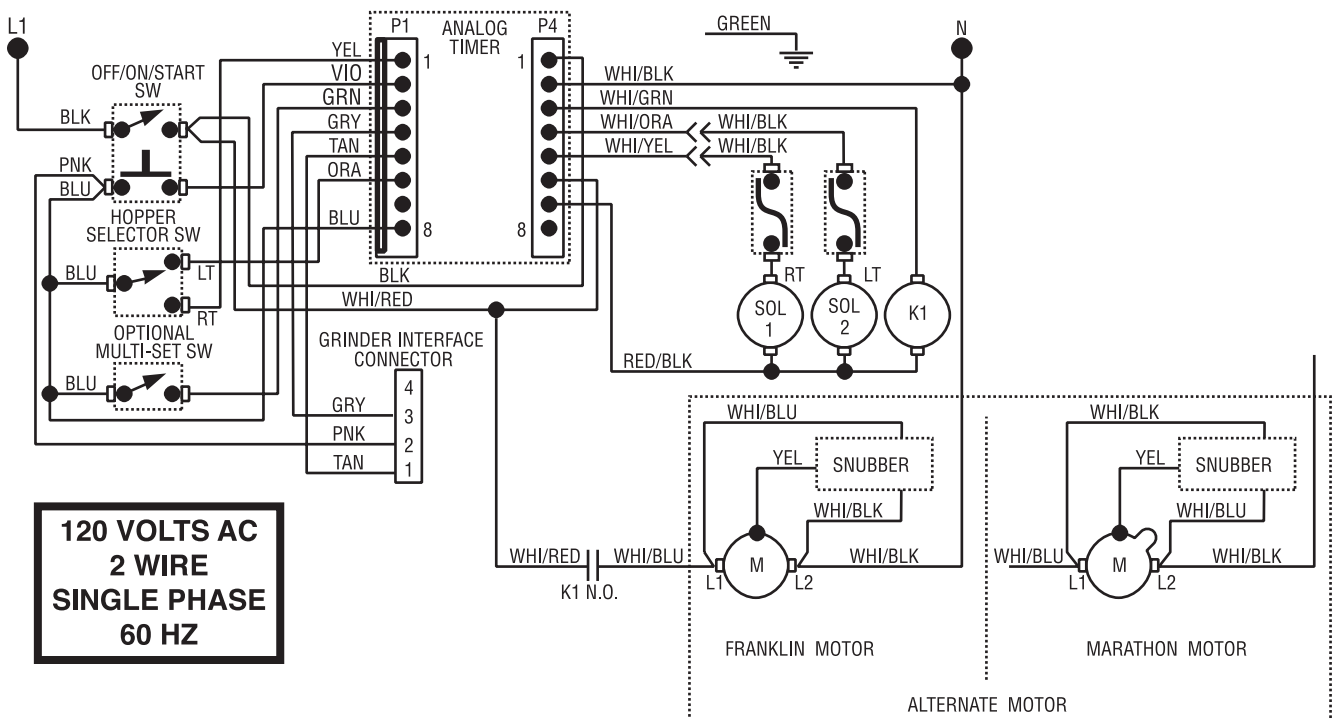 L1
P1
ANALOG
TIMER
P4
GREEN
N
YEL
1
1
OFF/ON/START
SW
VIO
WHI/BLK
GRN
WHI/GRN
BLK
GRY
WHI/ORA
WHI/BLK
TAN
WHI/YEL
WHI/BLK
PNK
ORA
BLU
BLU
8
8
HOPPER
SELECTOR SW
BLU
LT
BLK
RT
LT
WHI/RED
RT
SOL
1
SOL
2
K1
OPTIONAL
MULTI-SET SW
GRINDER INTERFACE
CONNECTOR
RED/BLK
BLU
4
GRY
3
PNK
2
TAN
1
WHI/BLU
WHI/BLK
YEL
SNUBBER
YEL
SNUBBER
WHI/BLK
WHI/BLU
120 VOLTS AC
2 WIRE
SINGLE PHASE
60 HZ
WHI/RED
WHI/BLU
M
WHI/BLK
WHI/BLU
M
WHI/BLK
K1 N.O.
L1
L2
L1
L2
FRANKLIN MOTOR
MARATHON MOTOR
ALTERNATE MOTOR